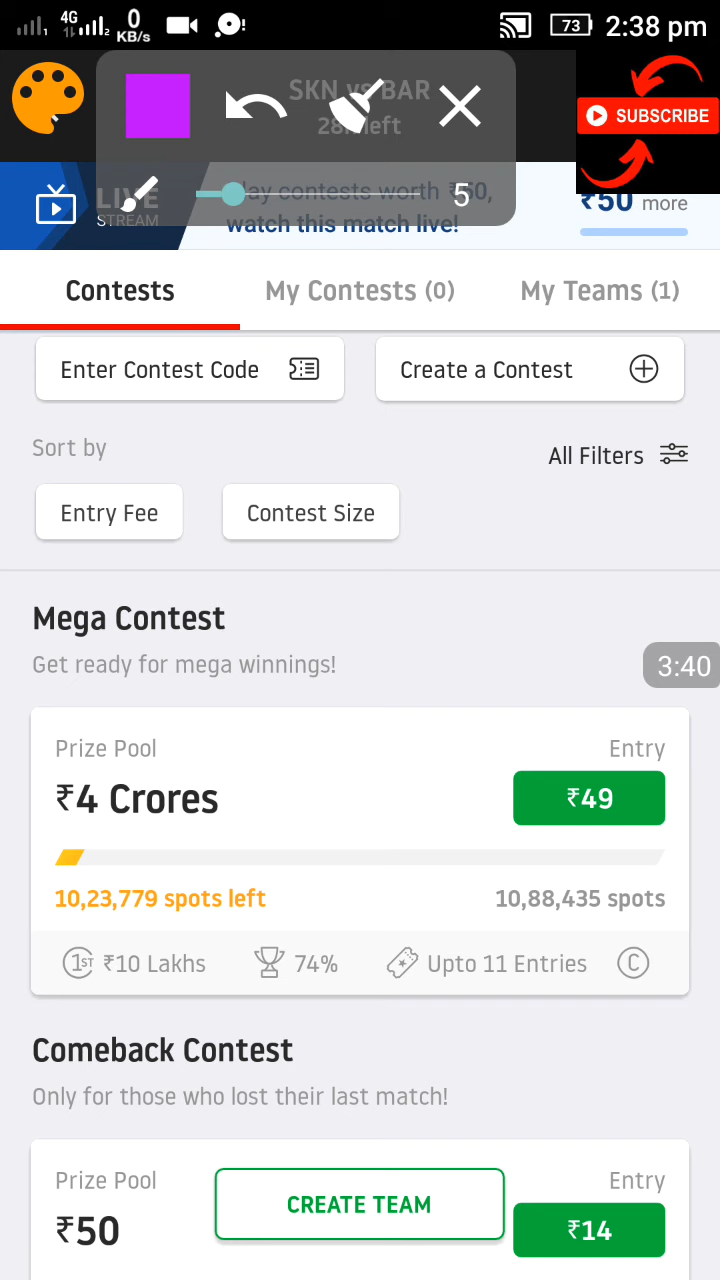 4G
0
KB/s
73
2:38 pm
SKN vs BAR
left
SUBSCRIBE
LIVE
STREAM
contests worth
watch this match live!
₹50 more
5
Contests
My Contests (0)
My Teams (1)
Enter Contest Code
Create a Contest
Sort by
All Filters
Entry Fee
Contest Size
Mega Contest
Get ready for mega winnings!
3:40
Prize Pool
Entry
₹4 Crores
₹49
10,23,779 spots left
10,88,435 spots
1ST ₹10 Lakhs
74%
Upto 11 Entries
C
Comeback Contest
Only for those who lost their last match!
Prize Pool
Entry
₹50
CREATE TEAM
₹14